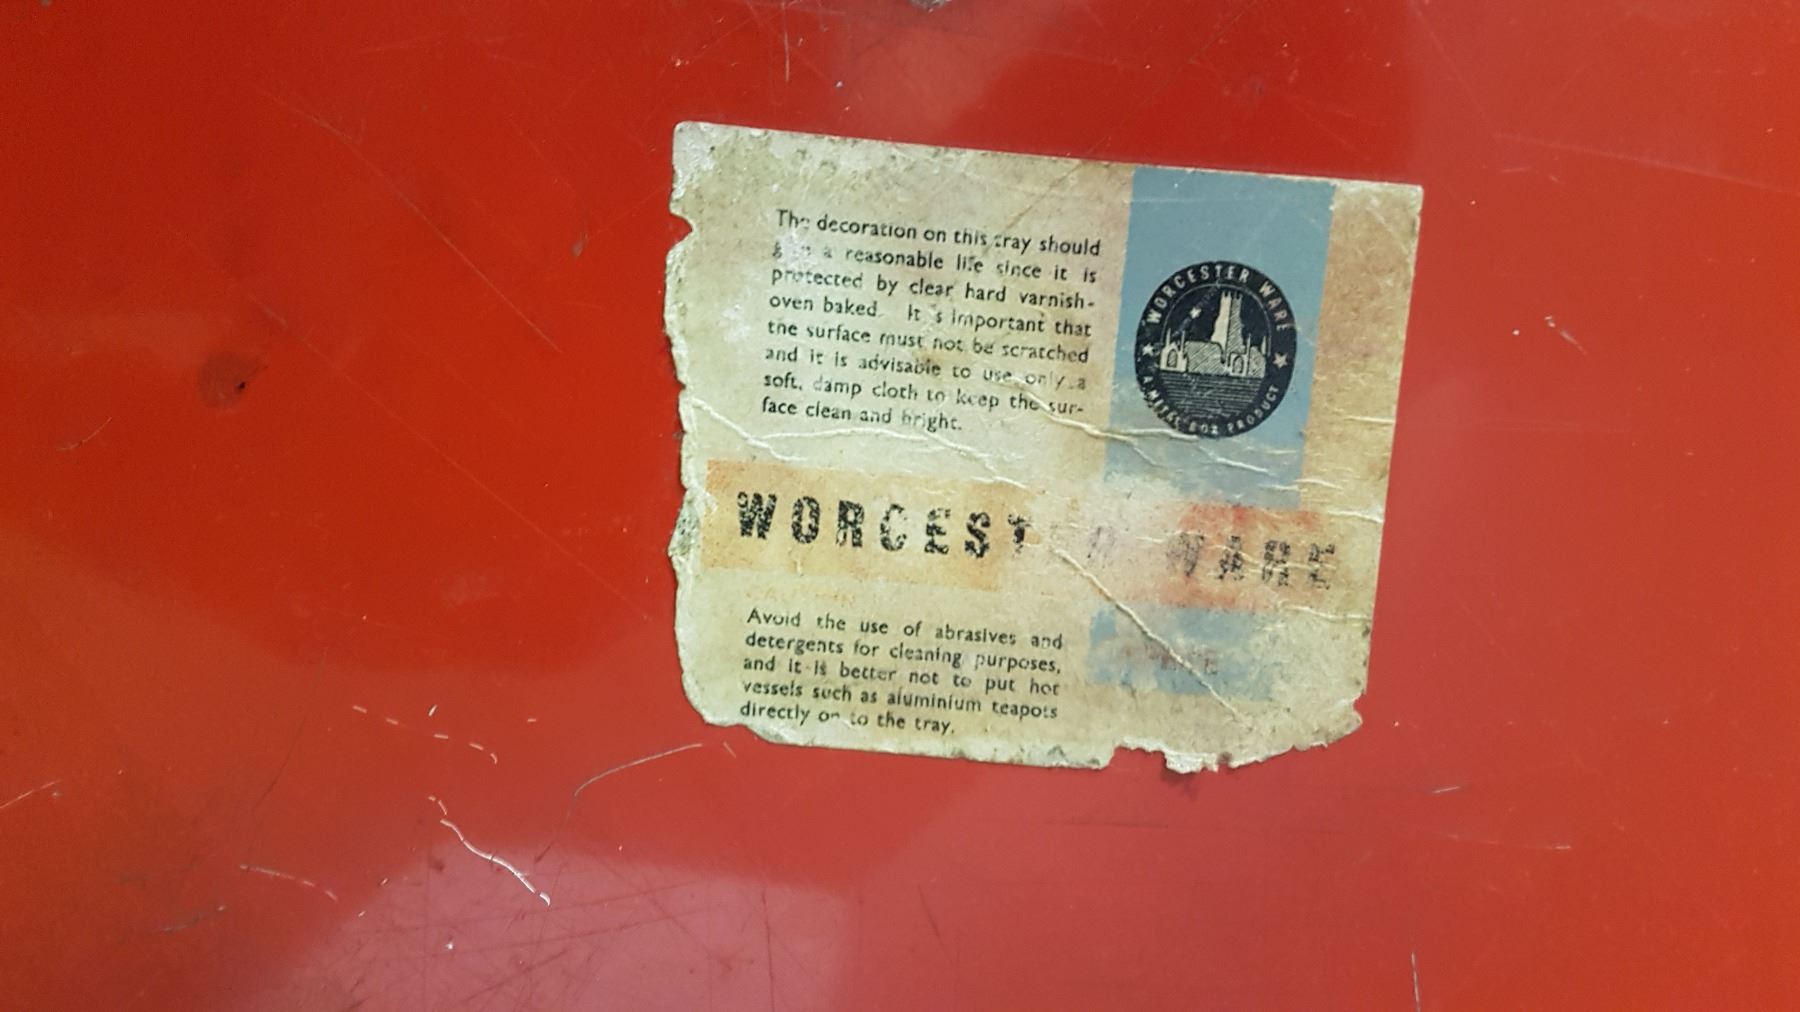 The decoration on this tray should
a reasonable life since it is
protected by clear hard varnish-
oven baked. It is important that
the surface must not be scratched
and it is advisable to use only a
soft, damp cloth to keep the sur-
face clean and bright.
WORCESTER WARE
A METAL BOX PRODUCT
WORCESTER WARE
CAUTION
Avoid the use of abrasives and
detergents for cleaning purposes,
and it is better not to put hot
vessels such as aluminium teapots
directly on to the tray.